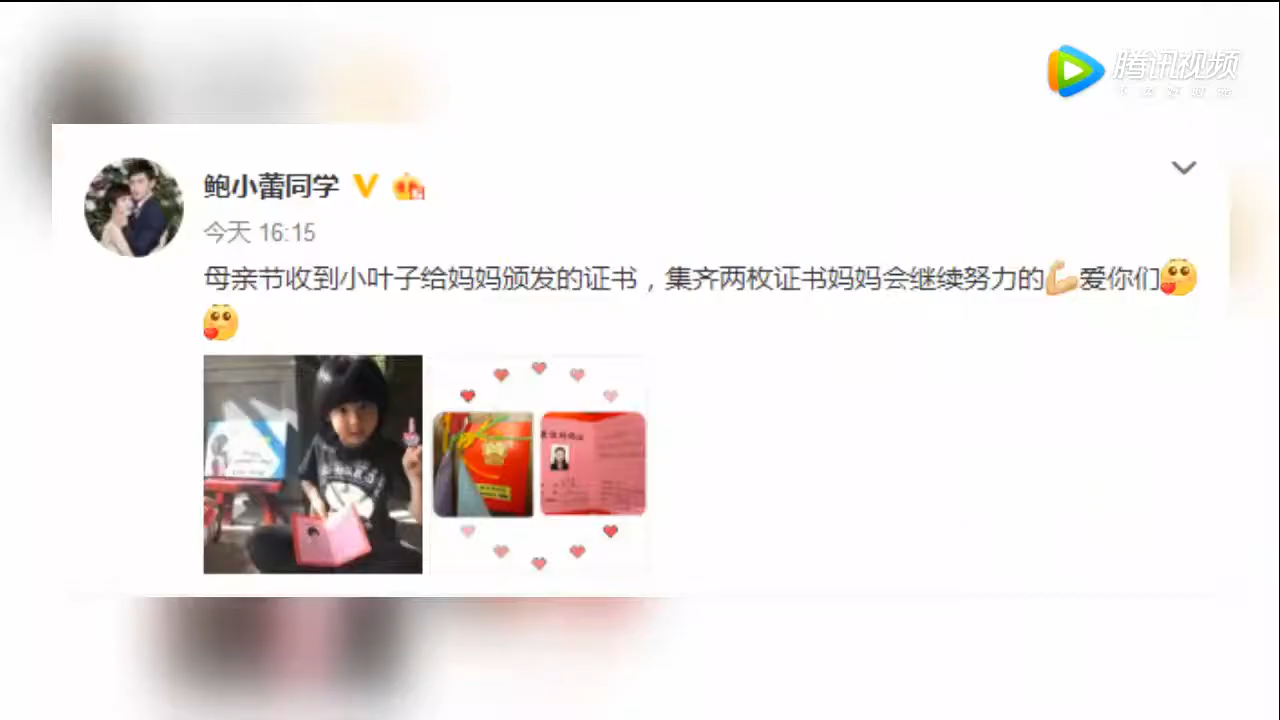 腾讯视频
鲍小蕾同学
今天 16:15
母亲节收到小叶子给妈妈颁发的证书，集齐两枚证书妈妈会继续努力的💪爱你们